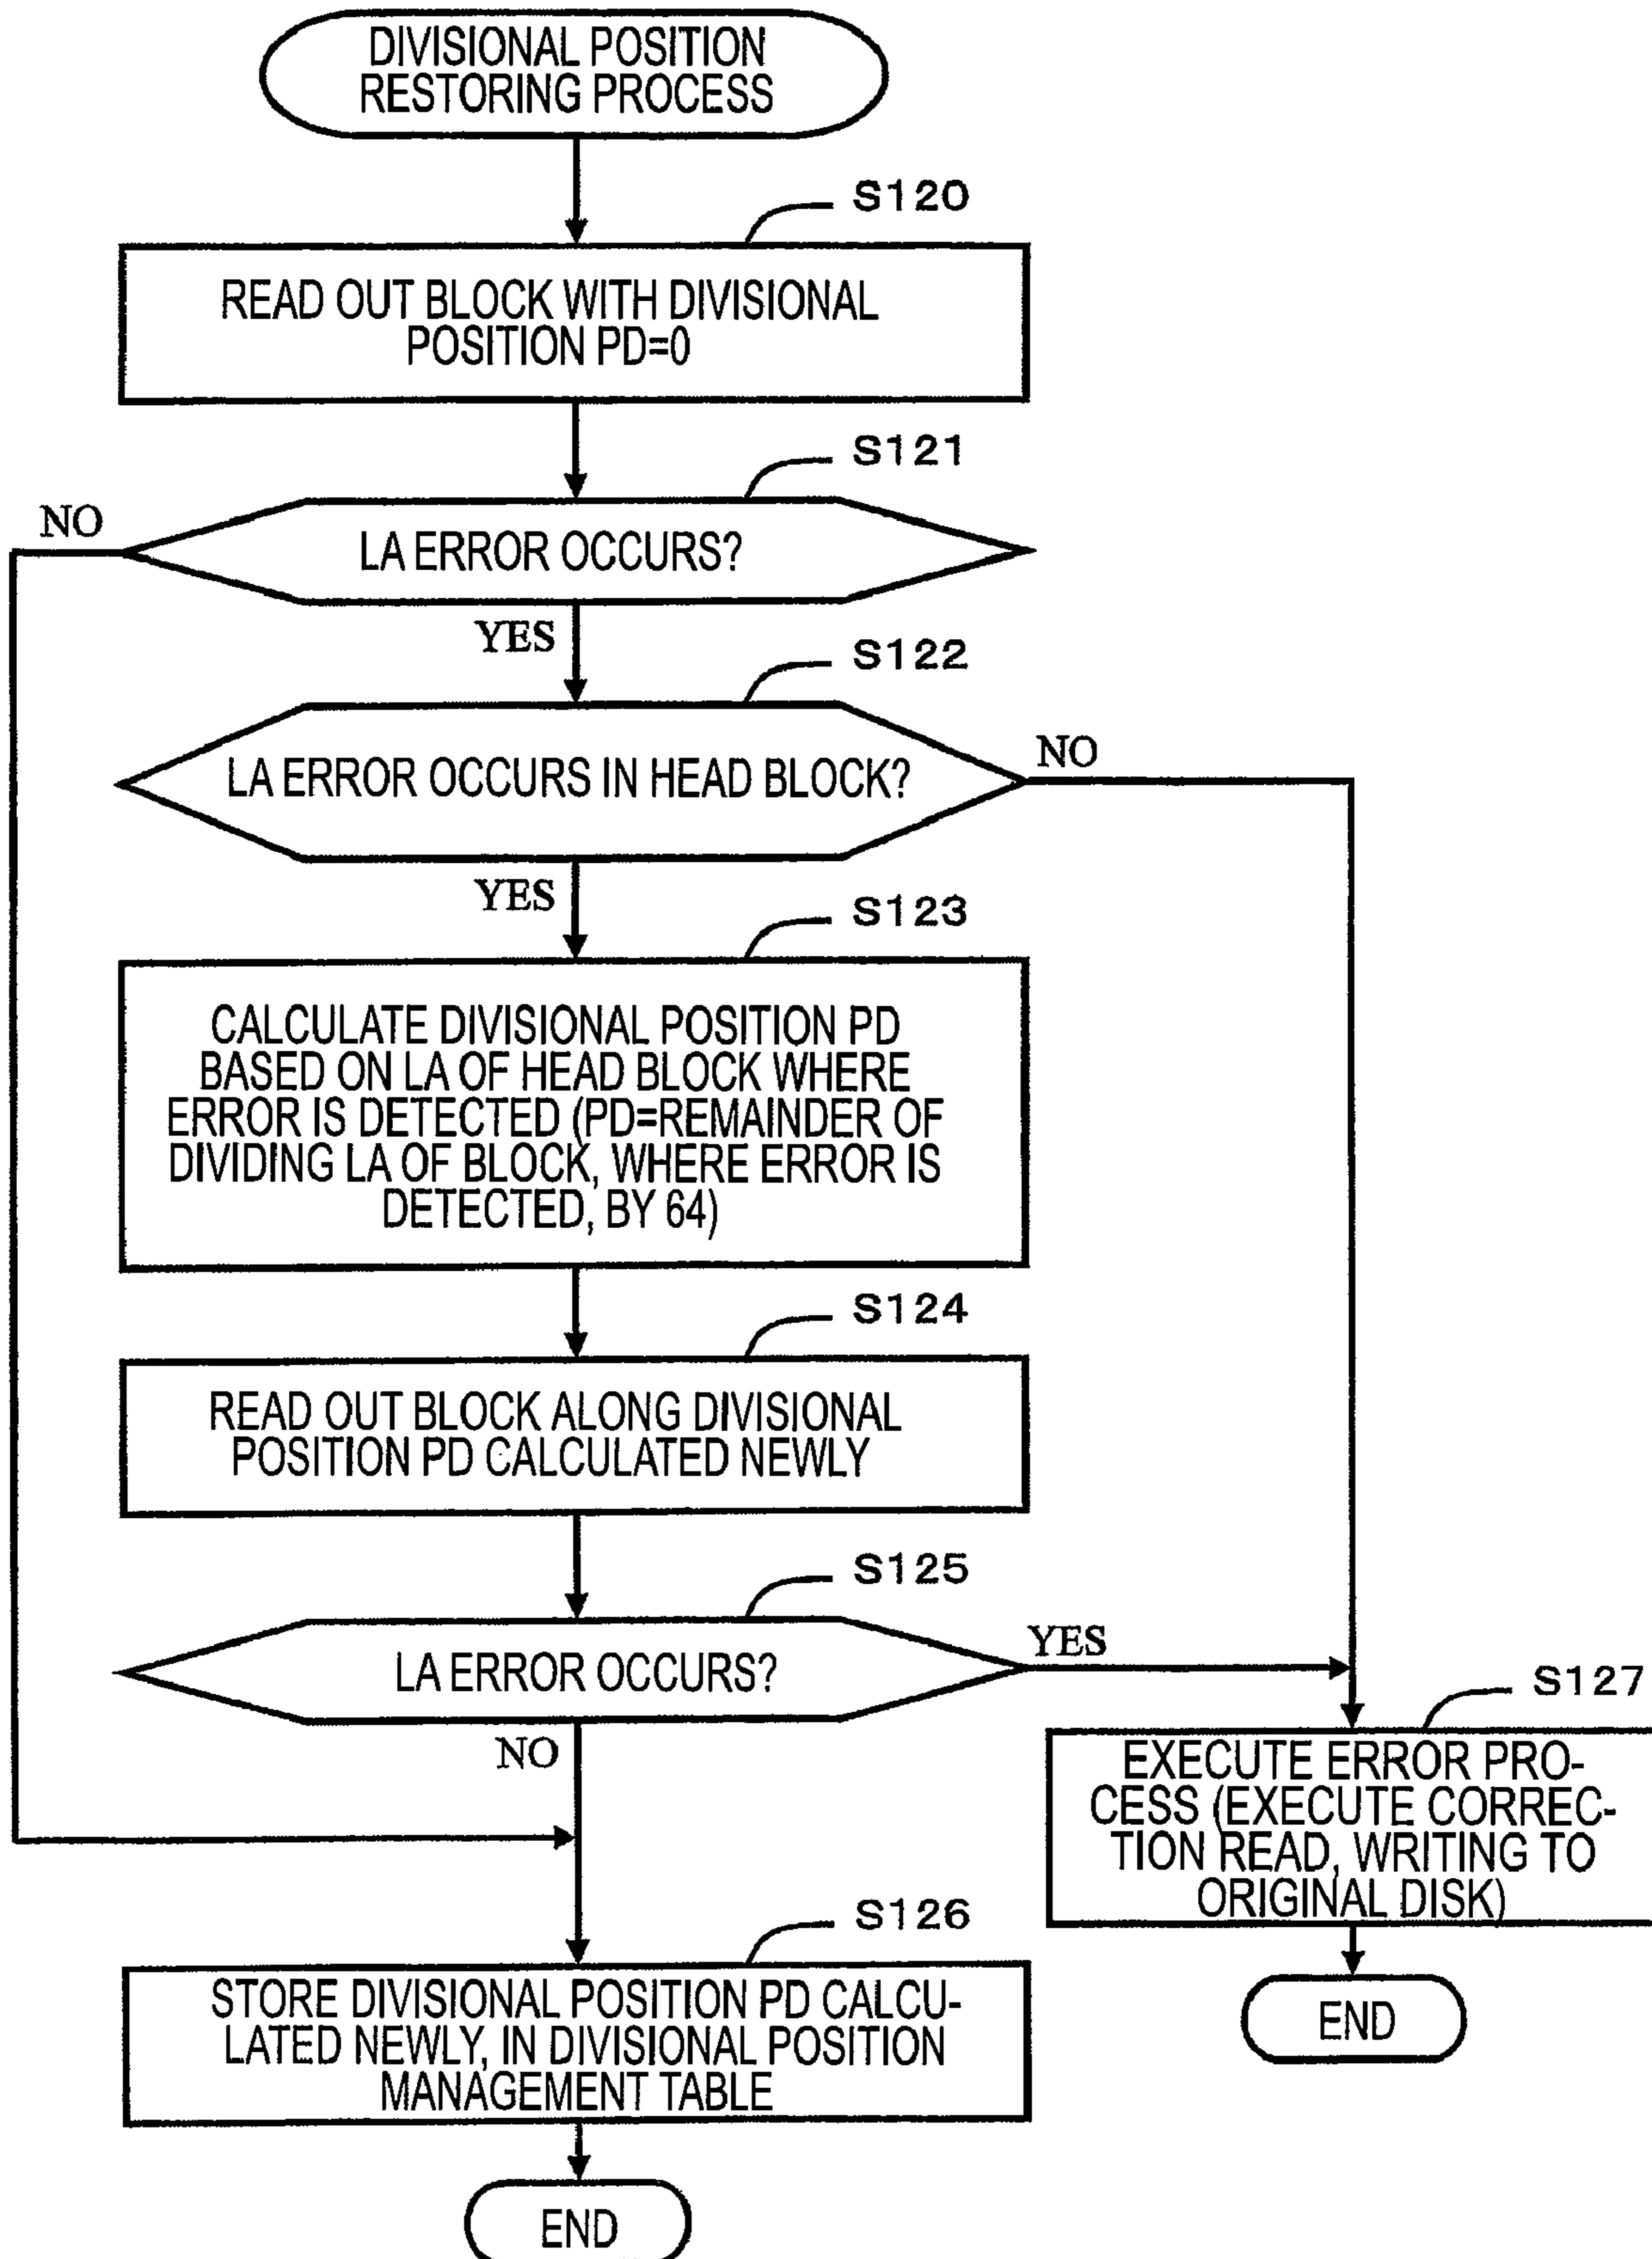 DIVISIONAL POSITION
RESTORING PROCESS
S120
READ OUT BLOCK WITH DIVISIONAL
POSITION PD=0
S121
NO
LA ERROR OCCURS?
YES
S122
LA ERROR OCCURS IN HEAD BLOCK?
NO
YES
S123
CALCULATE DIVISIONAL POSITION PD
BASED ON LA OF HEAD BLOCK WHERE
ERROR IS DETECTED (PD=REMAINDER OF
DIVIDING LA OF BLOCK, WHERE ERROR IS
DETECTED, BY 64)
S124
READ OUT BLOCK ALONG DIVISIONAL
POSITION PD CALCULATED NEWLY
S125
LA ERROR OCCURS?
YES
NO
S127
EXECUTE ERROR PRO-
CESS (EXECUTE CORREC-
TION READ, WRITING TO
ORIGINAL DISK)
END
S126
STORE DIVISIONAL POSITION PD CALCU-
LATED NEWLY, IN DIVISIONAL POSITION
MANAGEMENT TABLE
END